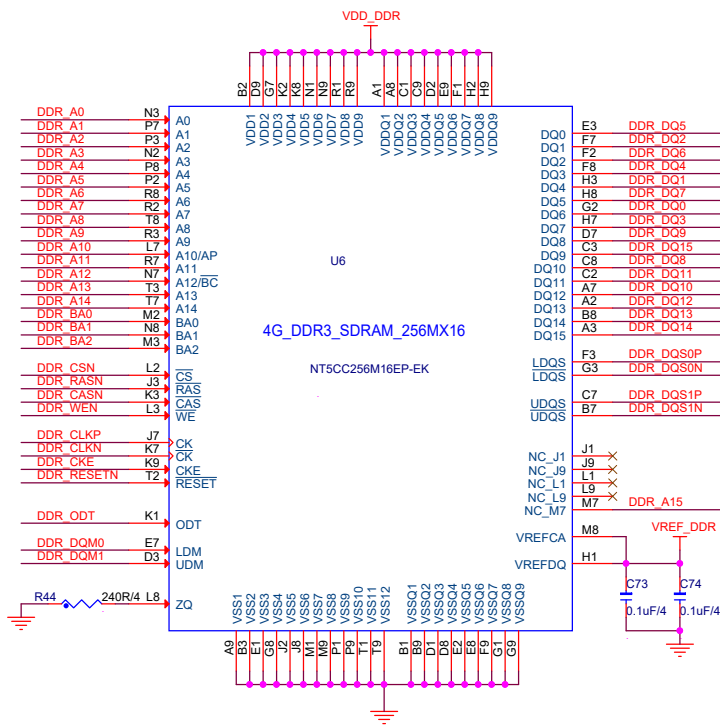 VDD_DDR
B2 D9 G7 K2 K8 N1 N9 R1 R9 A1 A8 C1 C9 D2 E9 F1 H2 H9
VDD1 VDD2 VDD3 VDD4 VDD5 VDD6 VDD7 VDD8 VDD9 VDDQ1 VDDQ2 VDDQ3 VDDQ4 VDDQ5 VDDQ6 VDDQ7 VDDQ8 VDDQ9
DDR_A0 N3 A0
DDR_A1 P7 A1
DDR_A2 P3 A2
DDR_A3 N2 A3
DDR_A4 P8 A4
DDR_A5 P2 A5
DDR_A6 R8 A6
DDR_A7 R2 A7
DDR_A8 T8 A8
DDR_A9 R3 A9
DDR_A10 L7 A10/AP
DDR_A11 R7 A11
DDR_A12 N7 A12/BC
DDR_A13 T3 A13
DDR_A14 T7 A14
DDR_BA0 M2 BA0
DDR_BA1 N8 BA1
DDR_BA2 M3 BA2
DDR_CSN L2 CS
DDR_RASN J3 RAS
DDR_CASN K3 CAS
DDR_WEN L3 WE
DDR_CLKP J7 CK
DDR_CLKN K7 CK
DDR_CKE K9 CKE
DDR_RESETN T2 RESET
DDR_ODT K1 ODT
DDR_DQM0 E7 LDM
DDR_DQM1 D3 UDM
R44 240R/4 L8 ZQ
U6
4G_DDR3_SDRAM_256MX16
NT5CC256M16EP-EK
DQ0 E3 DDR_DQ5
DQ1 F7 DDR_DQ2
DQ2 F2 DDR_DQ6
DQ3 F8 DDR_DQ4
DQ4 H3 DDR_DQ1
DQ5 H8 DDR_DQ7
DQ6 G2 DDR_DQ0
DQ7 H7 DDR_DQ3
DQ8 D7 DDR_DQ9
DQ9 C3 DDR_DQ15
DQ10 C8 DDR_DQ8
DQ11 C2 DDR_DQ11
DQ12 A7 DDR_DQ10
DQ13 A2 DDR_DQ12
DQ14 B8 DDR_DQ13
DQ15 A3 DDR_DQ14
LDQS F3 DDR_DQS0P
LDQS G3 DDR_DQS0N
UDQS C7 DDR_DQS1P
UDQS B7 DDR_DQS1N
NC_J1 J1
NC_J9 J9
NC_L1 L1
NC_L9 L9
NC_M7 M7 DDR_A15
VREFCA M8 VREF_DDR
VREFDQ H1
C73 C74
0.1uF/4 0.1uF/4
VSS1 VSS2 VSS3 VSS4 VSS5 VSS6 VSS7 VSS8 VSS9 VSS10 VSS11 VSS12 VSSQ1 VSSQ2 VSSQ3 VSSQ4 VSSQ5 VSSQ6 VSSQ7 VSSQ8 VSSQ9
A9 B3 E1 G8 J2 J8 M1 M9 P1 P9 T1 T9 B1 B9 D1 D8 E2 E8 F9 G1 G9